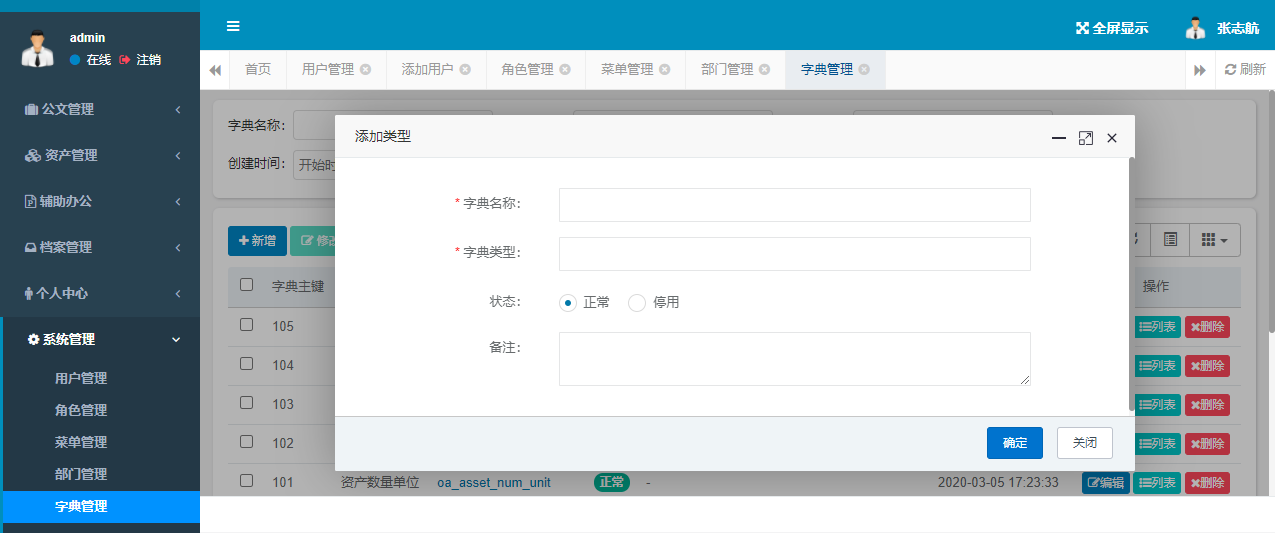 admin
在线 注销
全屏显示 张志航
首页 用户管理 添加用户 角色管理 菜单管理 部门管理 字典管理 刷新
公文管理
资产管理
辅助办公
档案管理
个人中心
系统管理
用户管理
角色管理
菜单管理
部门管理
字典管理
字典名称：
创建时间： 开始时
新增 修改
字典主键 操作
105 列表 删除
104 列表 删除
103 列表 删除
102 列表 删除
101 资产数量单位 oa_asset_num_unit 正常 - 2020-03-05 17:23:33 编辑 列表 删除
添加类型
* 字典名称：
* 字典类型：
状态： 正常 停用
备注：
确定 关闭